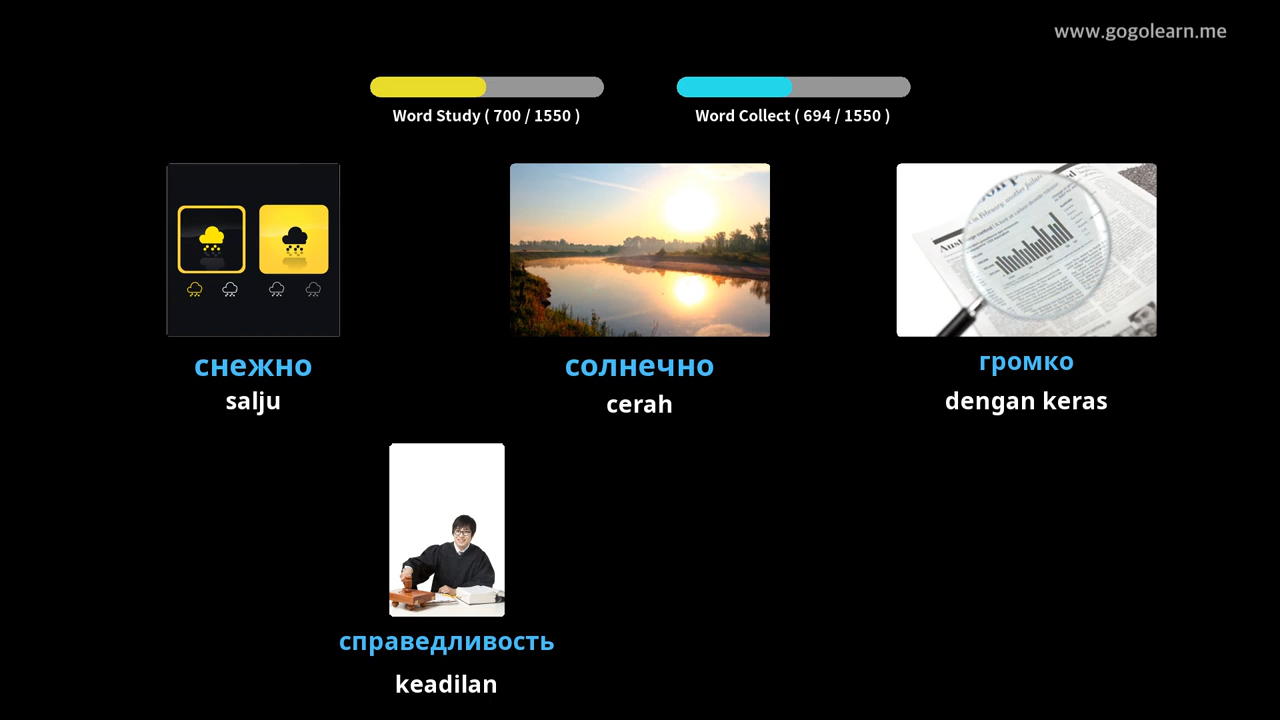 www.gogolearn.me
Word Study ( 700 / 1550 )
Word Collect ( 694 / 1550 )
снежно
salju
солнечно
cerah
громко
dengan keras
справедливость
keadilan